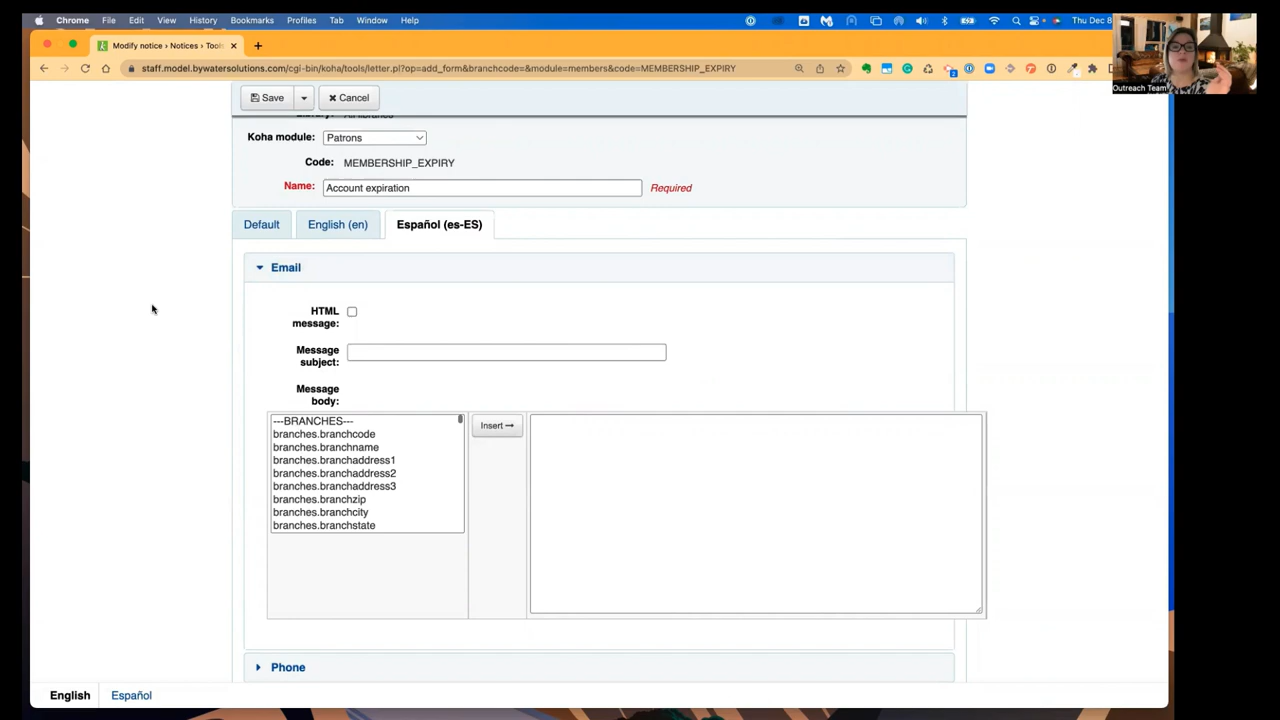 Chrome File Edit View History Bookmarks Profiles Tab Window Help Thu Dec 8
Modify notice › Notices › Tools
staff.model.bywatersolutions.com/cgi-bin/koha/tools/letter.pl?op=add_form&branchcode=&module=members&code=MEMBERSHIP_EXPIRY
Outreach Team
Save Cancel
Library: All libraries
Koha module: Patrons
Code: MEMBERSHIP_EXPIRY
Name: Account expiration Required
Default English (en) Español (es-ES)
Email
HTML
message:
Message
subject:
Message
body:
---BRANCHES---
branches.branchcode
branches.branchname
branches.branchaddress1
branches.branchaddress2
branches.branchaddress3
branches.branchzip
branches.branchcity
branches.branchstate
Insert
Phone
English Español